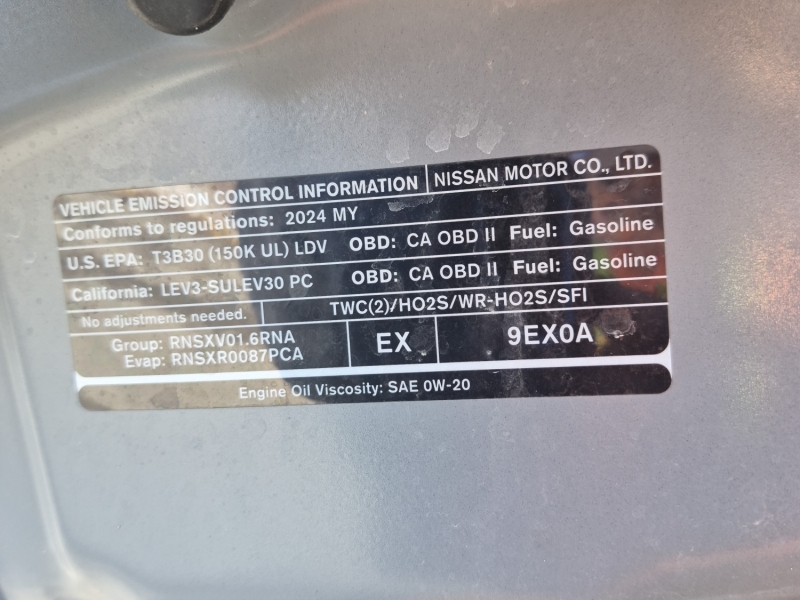 VEHICLE EMISSION CONTROL INFORMATION NISSAN MOTOR CO., LTD.
Conforms to regulations: 2024 MY
U.S. EPA: T3B30 (150K UL) LDV OBD: CA OBD II Fuel: Gasoline
California: LEV3-SULEV30 PC OBD: CA OBD II Fuel: Gasoline
No adjustments needed. TWC(2)/HO2S/WR-HO2S/SFI
Group: RNSXV01.6RNA
Evap: RNSXR0087PCA
EX
9EX0A
Engine Oil Viscosity: SAE 0W-20